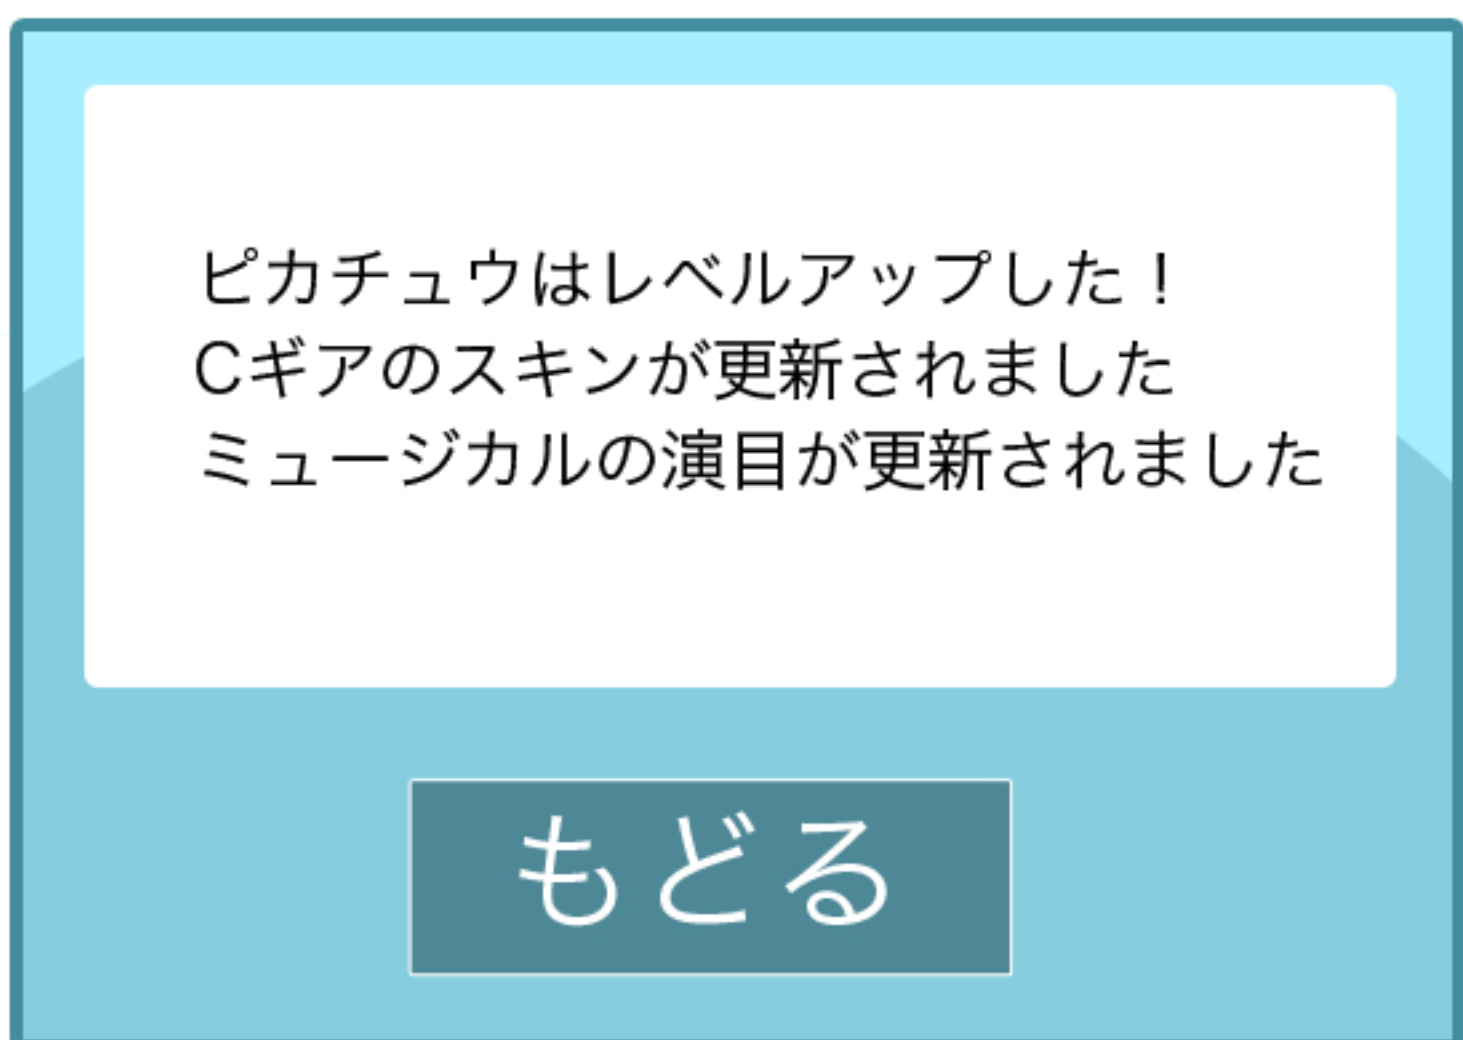 ピカチュウはレベルアップした！
Cギアのスキンが更新されました
ミュージカルの演目が更新されました
もどる